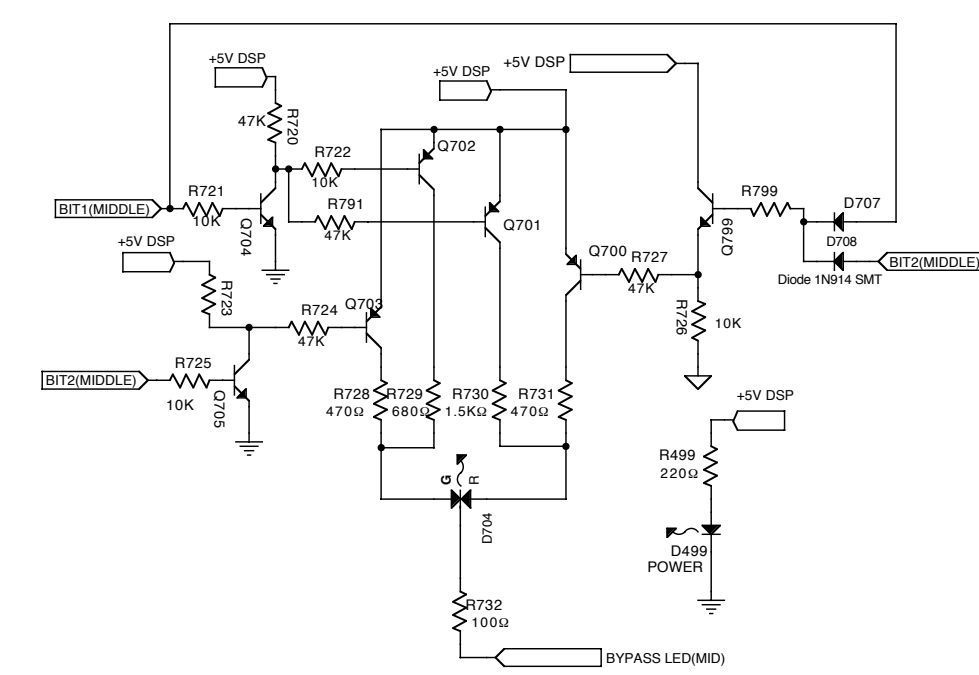 +5V DSP
+5V DSP
+5V DSP
47K
R720
Q702
R722
10K
R721
10K
R791
47K
BIT1(MIDDLE)
Q704
Q701
R799
D707
Q699
D708
BIT2(MIDDLE)
Diode 1N914 SMT
+5V DSP
R723
Q700
R727
47K
R726
10K
Q703
R724
47K
R725
10K
BIT2(MIDDLE)
Q705
R728
470Ω
R729
680Ω
R730
1.5KΩ
R731
470Ω
+5V DSP
R499
220Ω
G
R
D704
D499
POWER
R732
100Ω
BYPASS LED(MID)